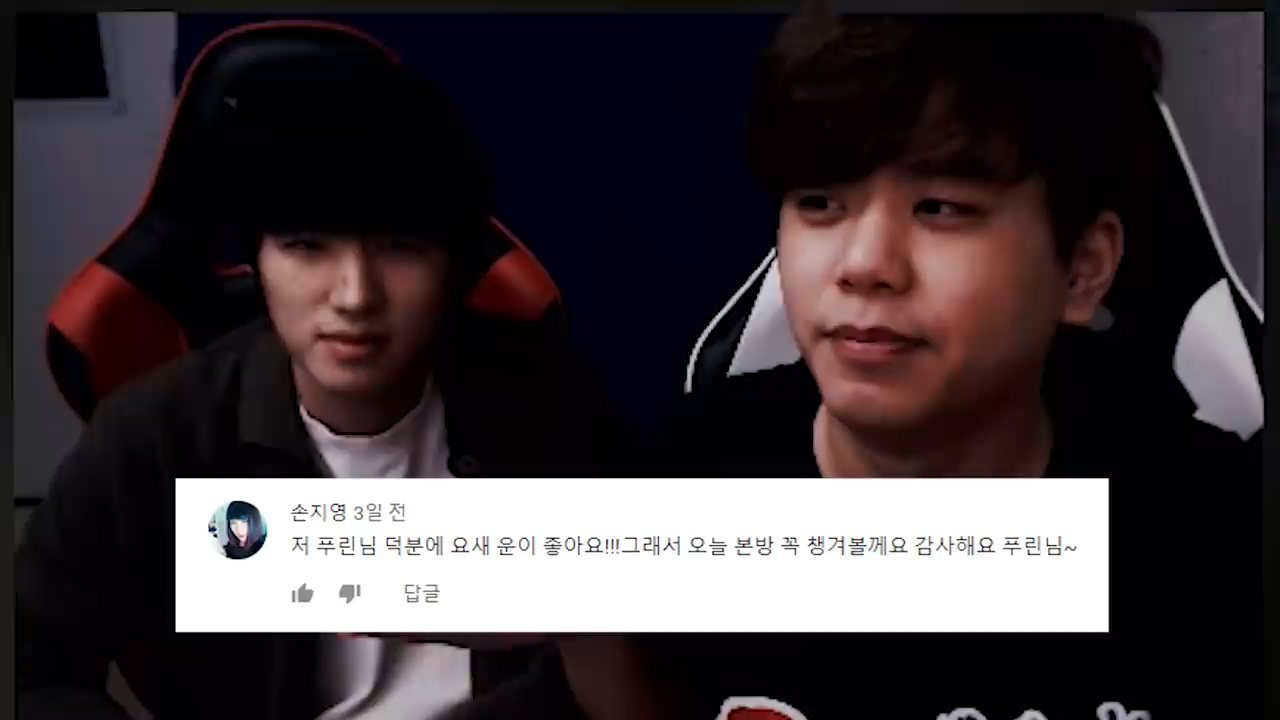 손지영 3일 전
저 푸린님 덕분에 요새 운이 좋아요!!!그래서 오늘 본방 꼭 챙겨볼께요 감사해요 푸린님~
답글